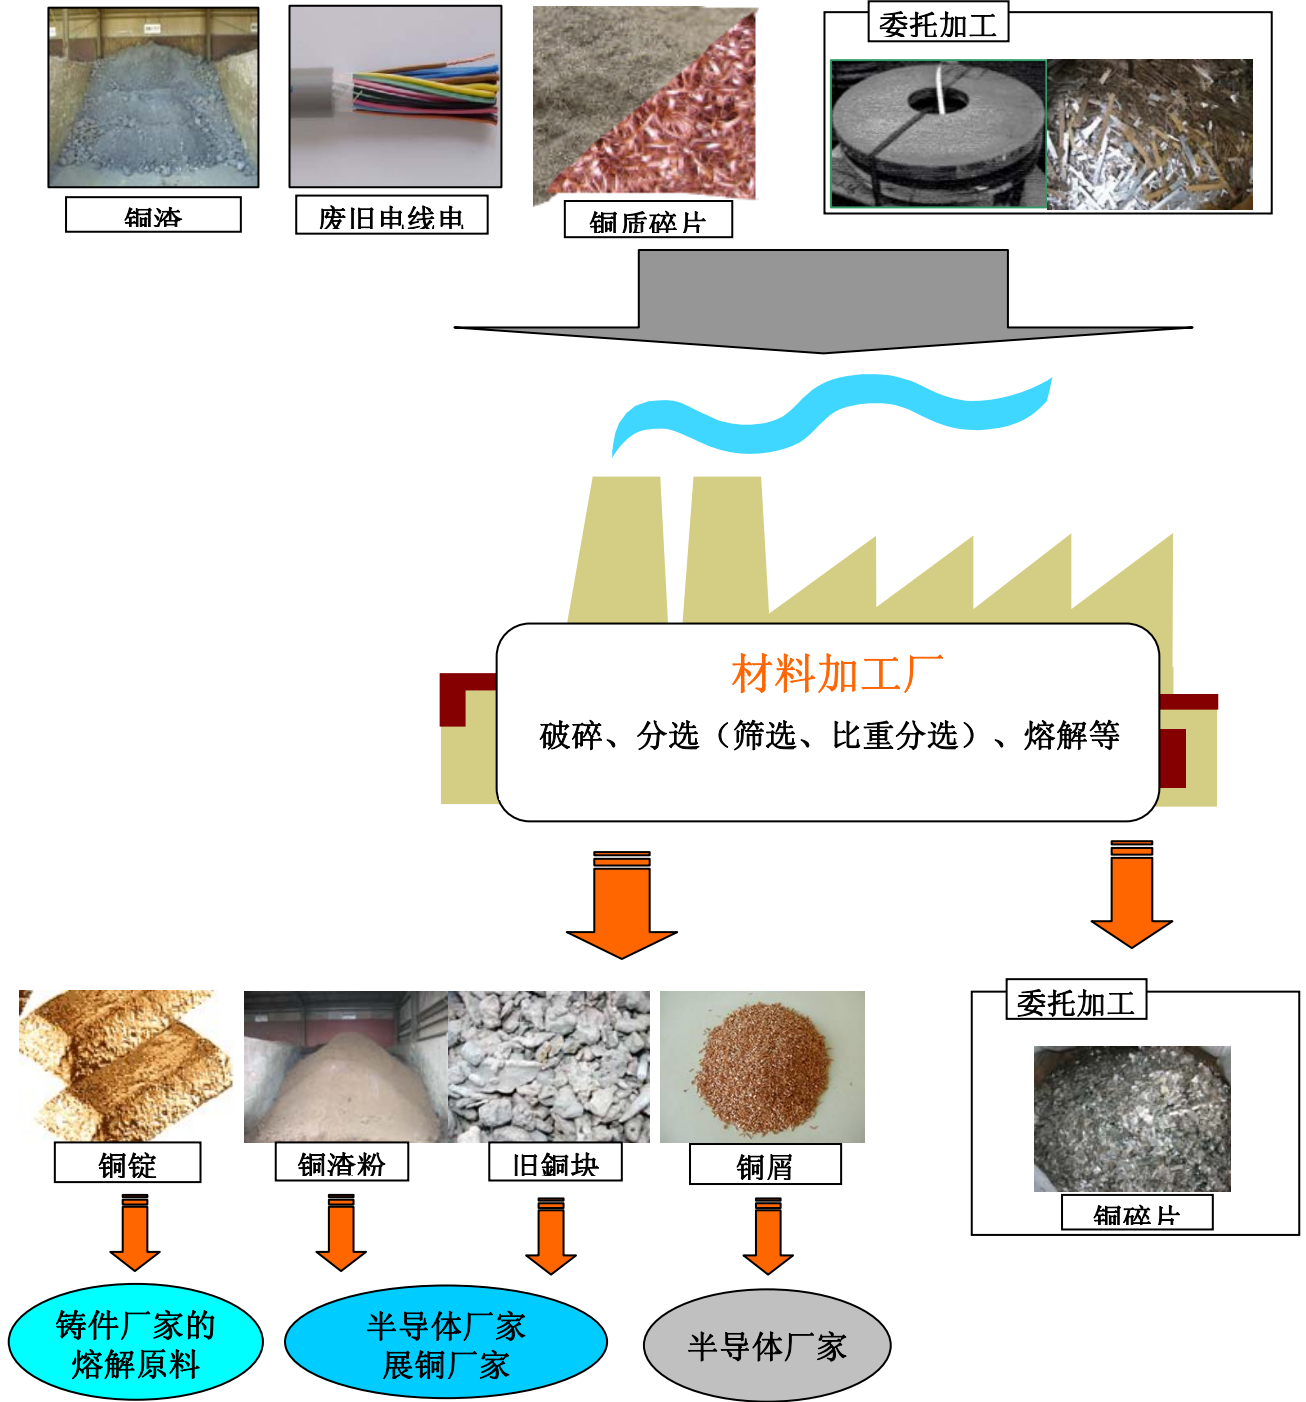 委托加工
铜渣
废旧电线电
铜质碎片
材料加工厂
破碎、分选（筛选、比重分选）、熔解等
委托加工
铜锭
铜渣粉
旧銅块
铜屑
铜碎片
铸件厂家的
熔解原料
半导体厂家
展铜厂家
半导体厂家